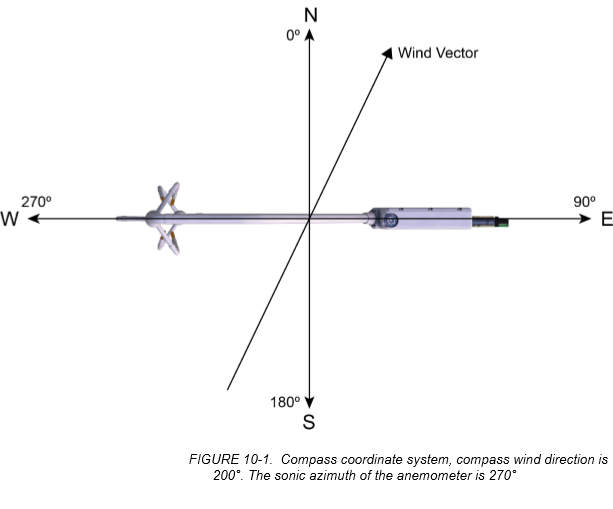 N
0º
Wind Vector
270º
90º
W
E
180º
S
FIGURE 10-1.  Compass coordinate system, compass wind direction is
200°. The sonic azimuth of the anemometer is 270°